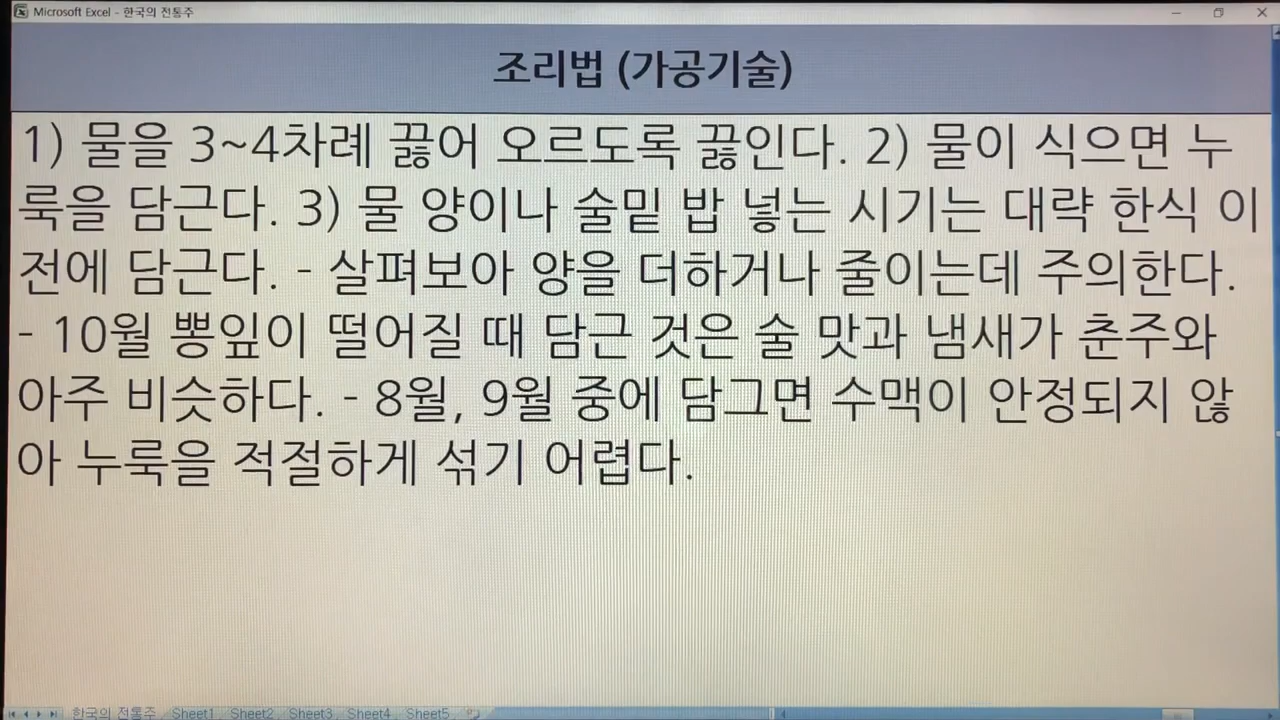 Microsoft Excel - 한국의 전통주
조리법 (가공기술)
1) 물을 3~4차례 끓어 오르도록 끓인다. 2) 물이 식으면 누
룩을 담근다. 3) 물 양이나 술밑 밥 넣는 시기는 대략 한식 이
전에 담근다. - 살펴보아 양을 더하거나 줄이는데 주의한다.
- 10월 뽕잎이 떨어질 때 담근 것은 술 맛과 냄새가 춘주와
아주 비슷하다. - 8월, 9월 중에 담그면 수맥이 안정되지 않
아 누룩을 적절하게 섞기 어렵다.
한국의 전통주 Sheet1 Sheet2 Sheet3 Sheet4 Sheet5